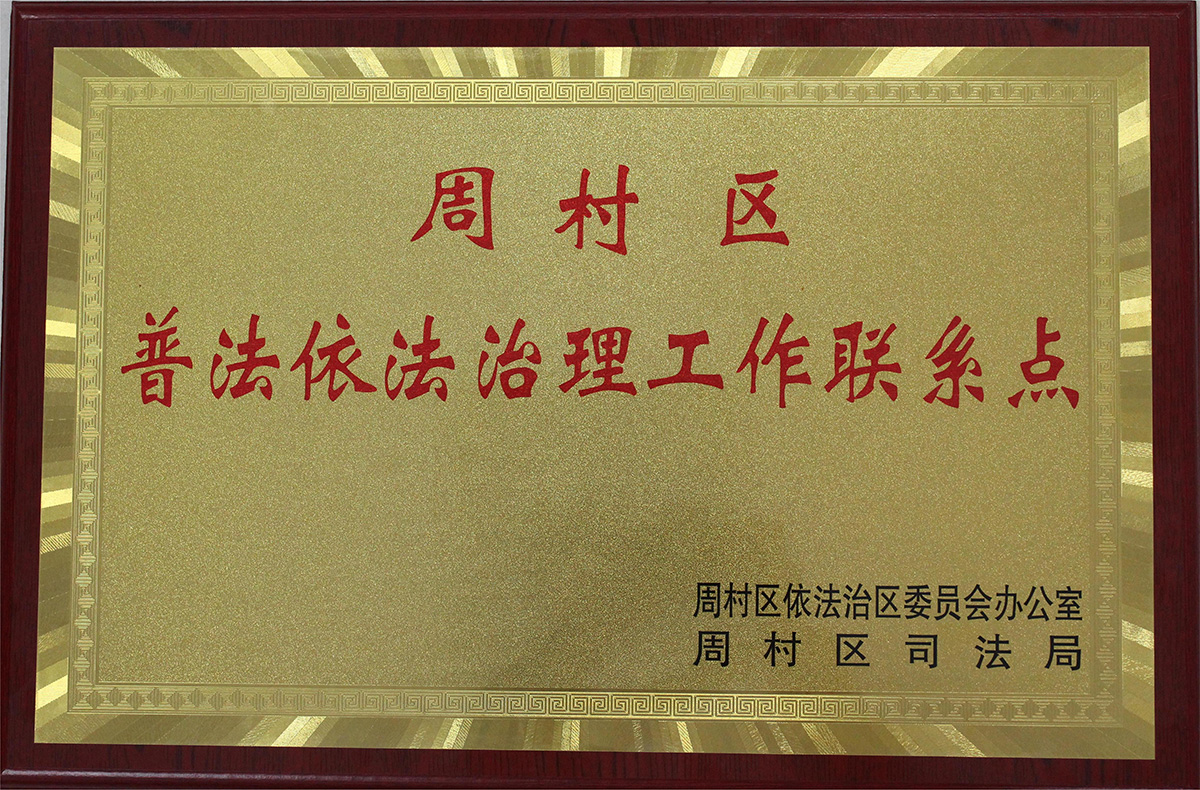 周村区
普法依法治理工作联系点
周村区依法治区委员会办公室
周村区司法局